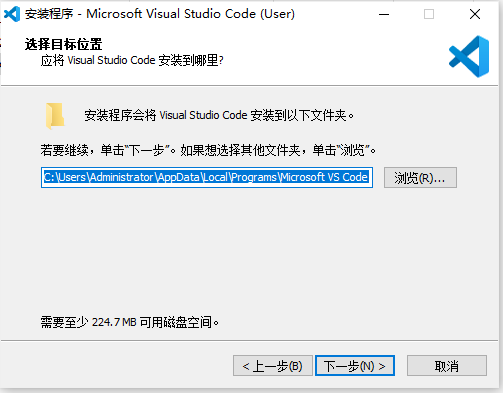 安装程序 - Microsoft Visual Studio Code (User)
选择目标位置
应将 Visual Studio Code 安装到哪里?
安装程序会将 Visual Studio Code 安装到以下文件夹。
若要继续，单击“下一步”。如果想选择其他文件夹，单击“浏览”。
C:\Users\Administrator\AppData\Local\Programs\Microsoft VS Code
浏览(R)...
需要至少 224.7 MB 可用磁盘空间。
< 上一步(B)
下一步(N) >
取消